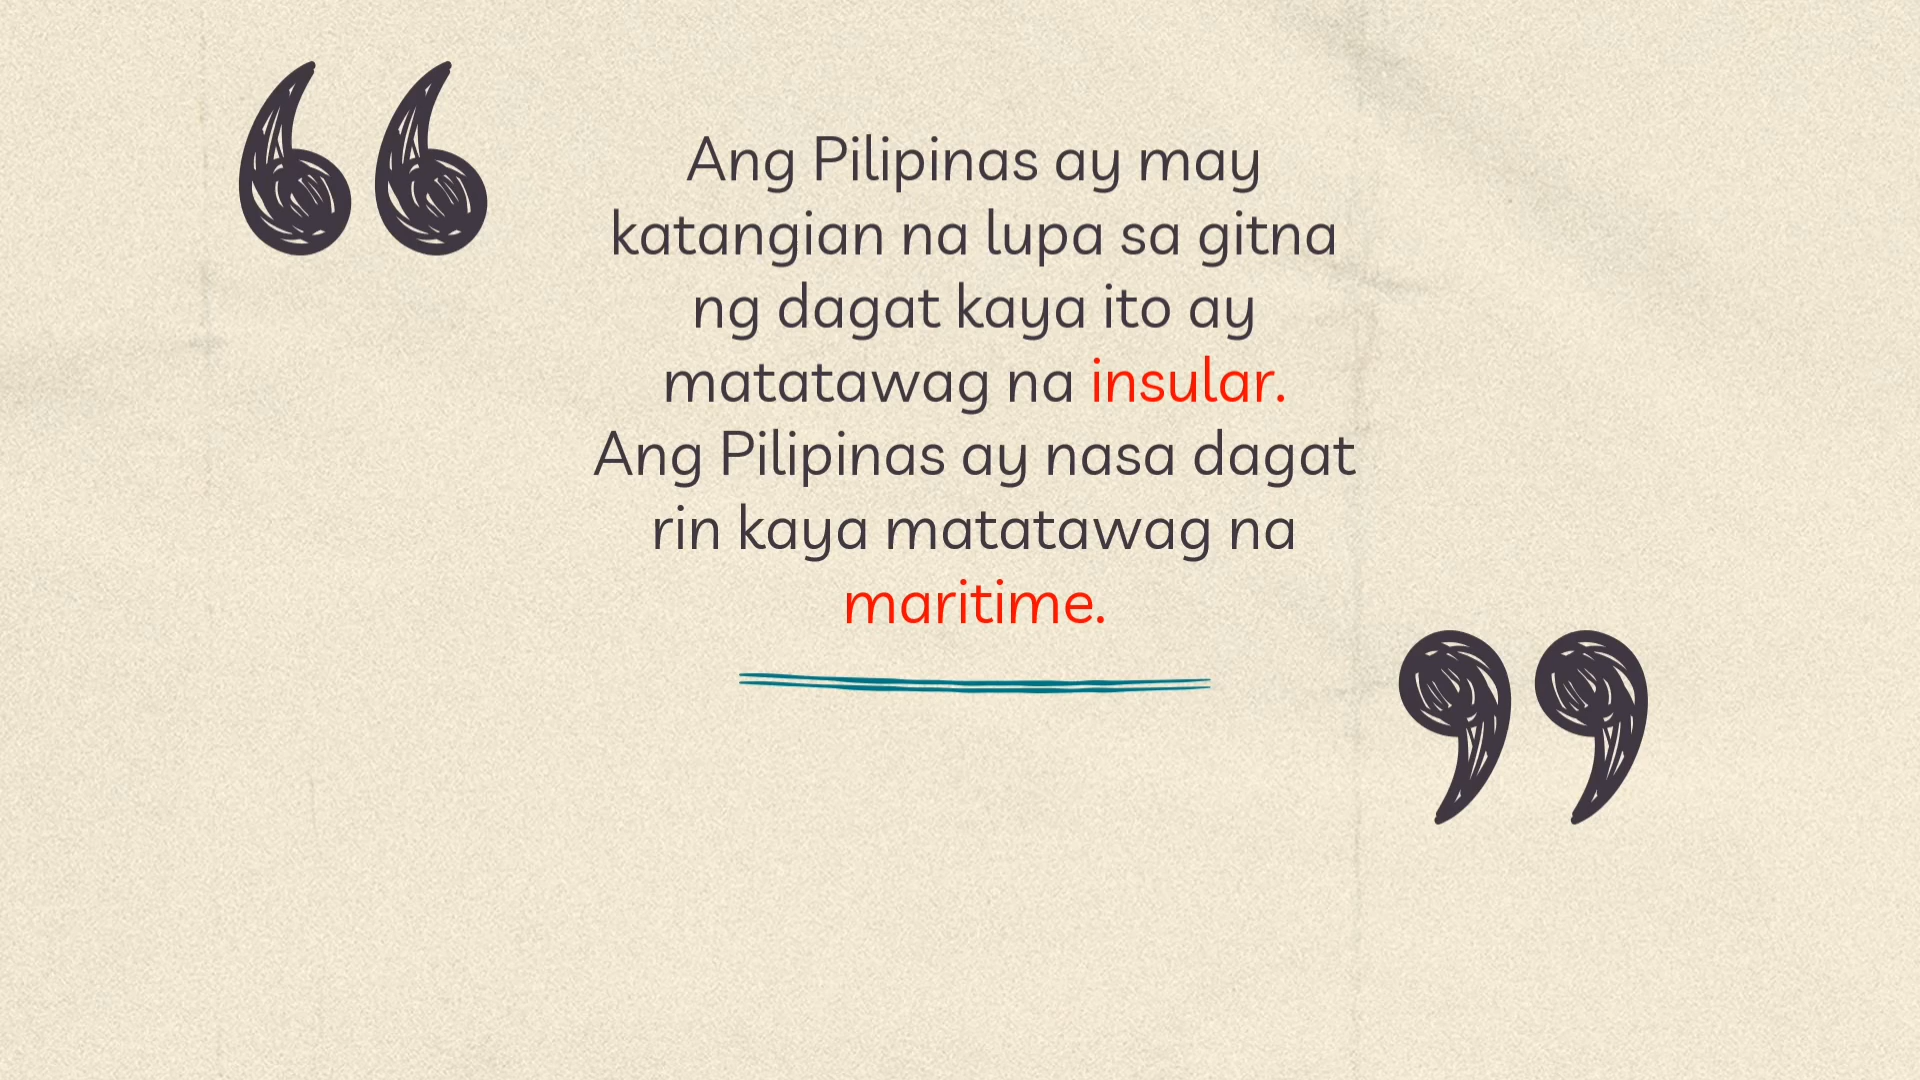 Ang Pilipinas ay may
katangian na lupa sa gitna
ng dagat kaya ito ay
matatawag na insular.
Ang Pilipinas ay nasa dagat
rin kaya matatawag na
maritime.